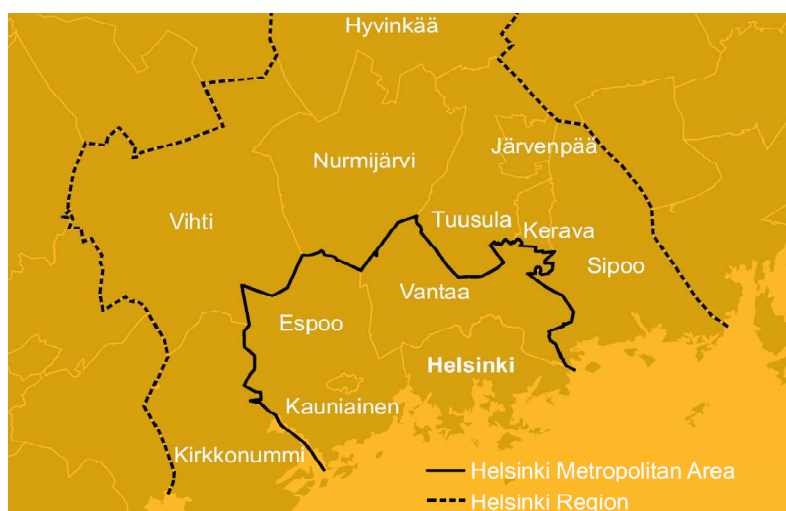 Hyvinkää
Järvenpää
Nurmijärvi
Vihti
Tuusula
Kerava
Sipoo
Vantaa
Espoo
Helsinki
Kauniainen
Kirkkonummi
Helsinki Metropolitan Area
Helsinki Region